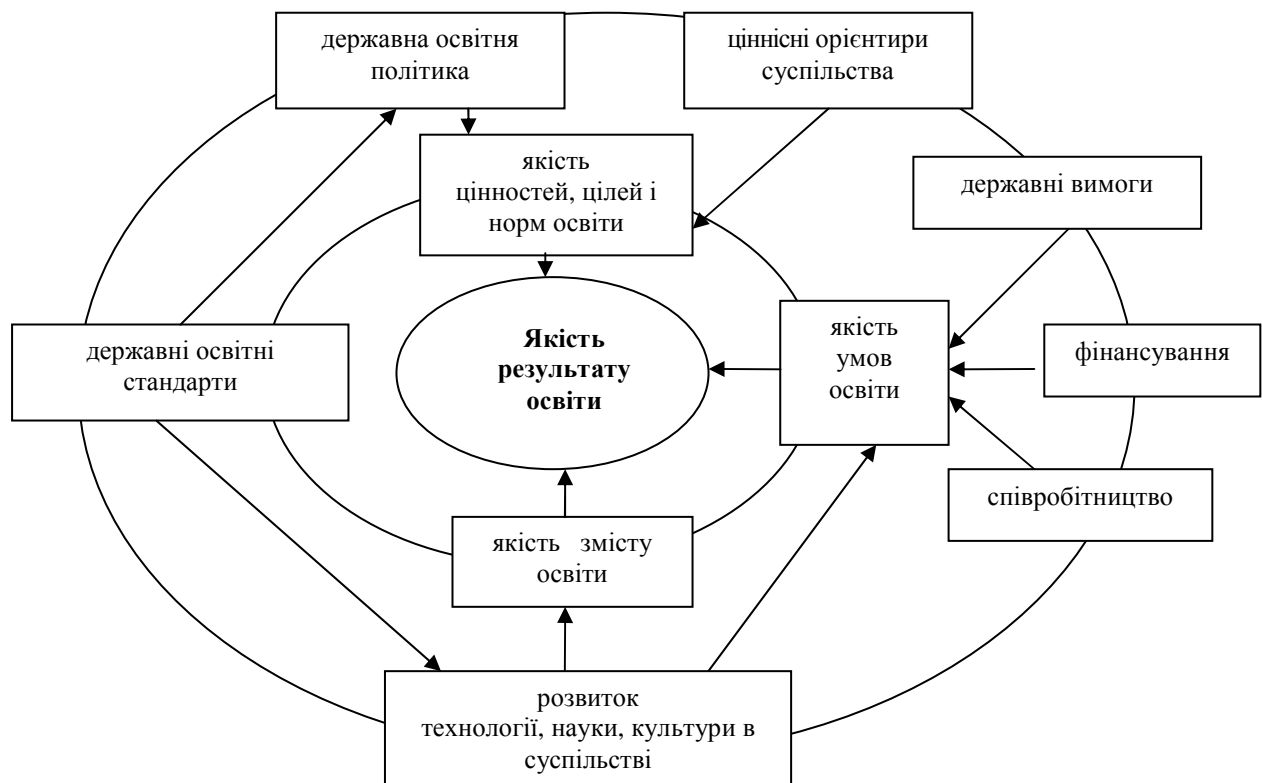 державна освітня
політика
ціннісні орієнтири
суспільства
якість
цінностей, цілей і
норм освіти
державні вимоги
державні освітні
стандарти
Якість
результату
освіти
якість
умов
освіти
фінансування
співробітництво
якість змісту
освіти
розвиток
технології, науки, культури в
суспільстві